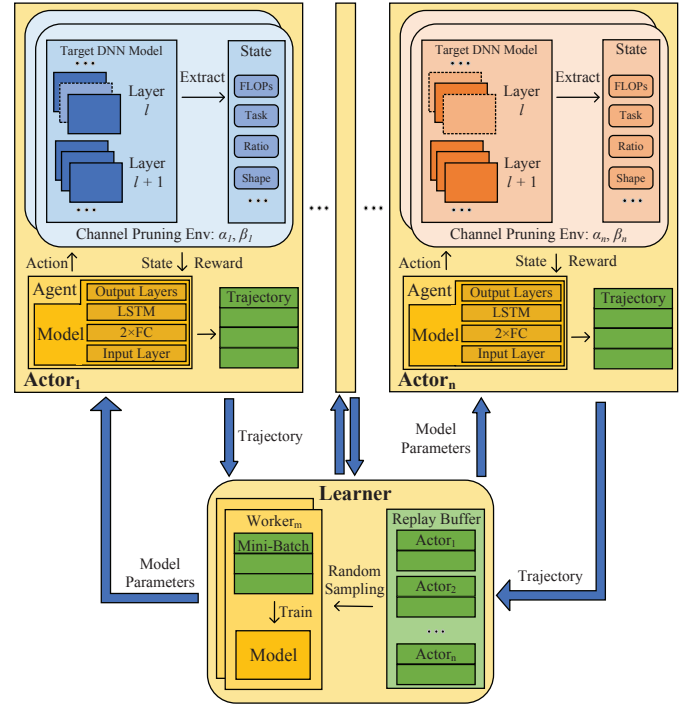 Target DNN Model
...
Layer
l
Layer
l + 1
...
Extract
State
FLOPs
Task
Ratio
Shape
...
Channel Pruning Env: α1, β1
Action
State
Reward
Agent
Model
Output Layers
LSTM
2×FC
Input Layer
Trajectory
Actor1
...
...
Target DNN Model
...
Layer
l
Layer
l + 1
...
Extract
State
FLOPs
Task
Ratio
Shape
...
Channel Pruning Env: αn, βn
Action
State
Reward
Agent
Model
Output Layers
LSTM
2×FC
Input Layer
Trajectory
Actorn
Trajectory
Model
Parameters
Model
Parameters
Trajectory
Learner
Workerm
Mini-Batch
Train
Model
Random
Sampling
Replay Buffer
Actor1
Actor2
...
Actorn